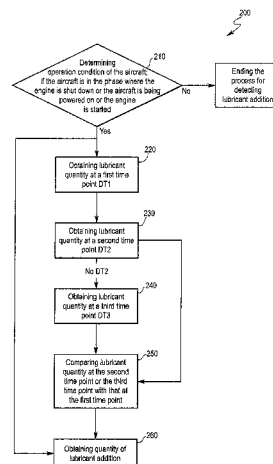 200
210
Determining
operation condition of the aircraft;
if the aircraft is in the phase where the
engine is shut down or the aircraft is being
powered on or the engine
is started
No
Ending the
process for
detecting
lubricant addition
Yes
220
Obtaining lubricant
quantity at a first time
point DT1
230
Obtaining lubricant
quantity at a second time
point DT2
No DT2
240
Obtaining lubricant
quantity at a third time
point DT3
250
Comparing lubricant
quantity at the second
time point or the third
time point with that at
the first time point
260
Obtaining quantity of
lubricant addition